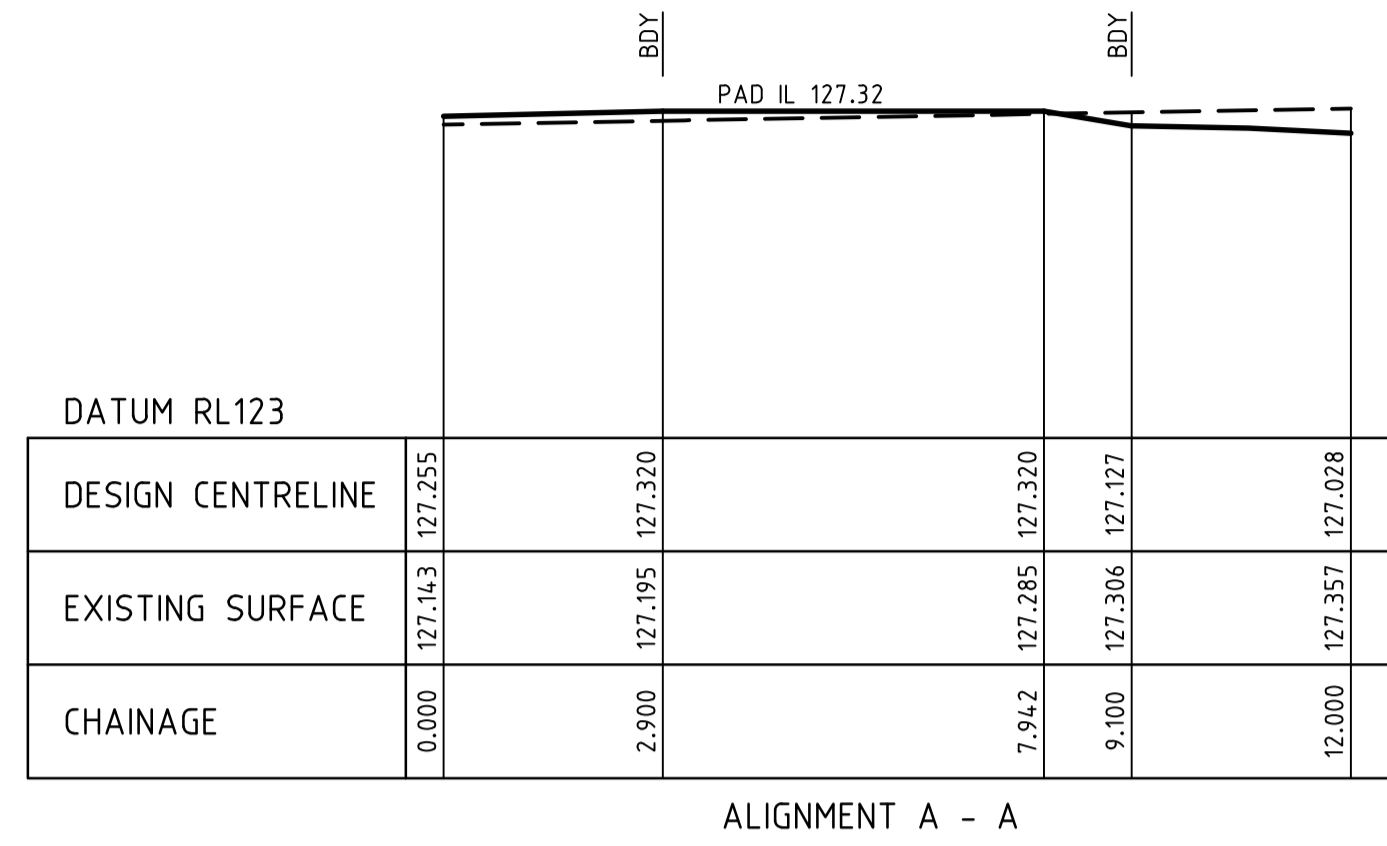 BDY BDY
PAD IL 127.32
DATUM RL123
DESIGN CENTRELINE 127.255 127.320 127.320 127.127 127.028
EXISTING SURFACE 127.143 127.195 127.285 127.306 127.357
CHAINAGE 0.000 2.900 7.942 9.100 12.000
ALIGNMENT A - A